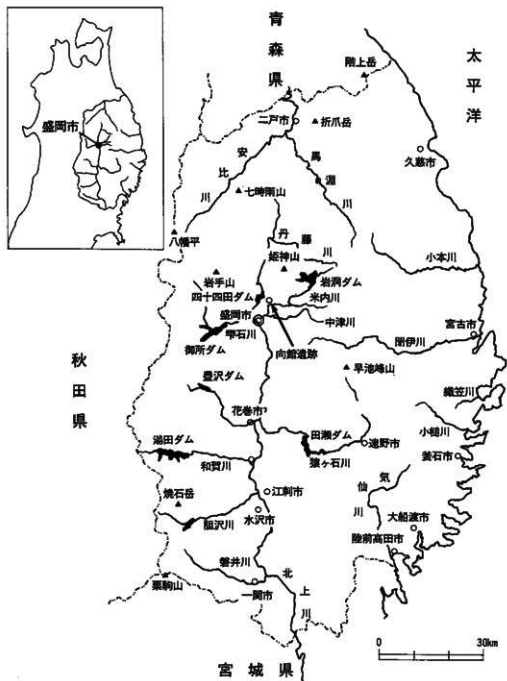 青森県
太平洋
盛岡市
階上岳
二戸市
折爪岳
久慈市
安比川
馬淵川
七時雨山
丹藤川
八幡平
姫神山
小本川
岩手山
岩洞ダム
四十四田ダム
米内川
盛岡市
中津川
雫石川
宮古市
閉伊川
御所ダム
向館遺跡
秋田県
早池峰山
豊沢ダム
織笠川
花巻市
小槌川
田瀬ダム
遠野市
釜石市
湯田ダム
猿ヶ石川
和賀川
気仙川
焼石岳
江刺市
大船渡市
水沢市
胆沢川
陸前高田市
磐井川
北上川
栗駒山
一関市
0 30km
宮城県